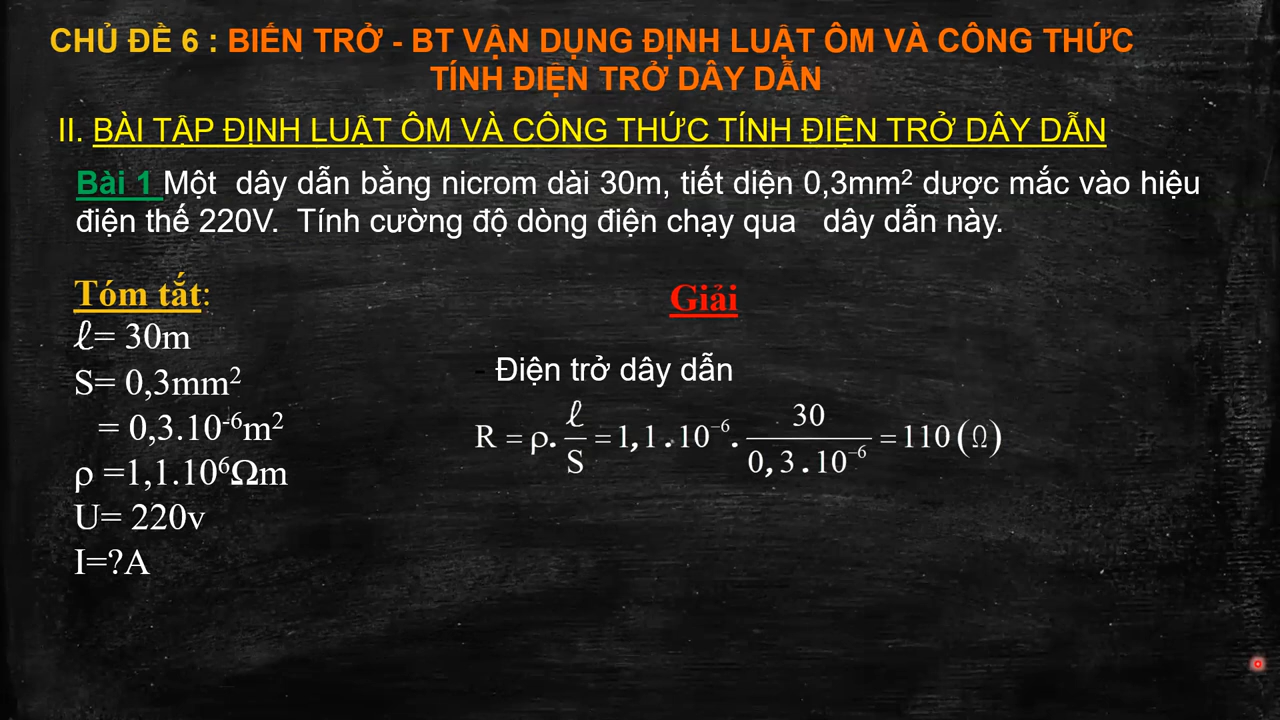 CHỦ ĐỀ 6 : BIẾN TRỞ - BT VẬN DỤNG ĐỊNH LUẬT ÔM VÀ CÔNG THỨC
TÍNH ĐIỆN TRỞ DÂY DẪN
II. BÀI TẬP ĐỊNH LUẬT ÔM VÀ CÔNG THỨC TÍNH ĐIỆN TRỞ DÂY DẪN
Bài 1 Một dây dẫn bằng nicrom dài 30m, tiết diện 0,3mm² dược mắc vào hiệu
điện thế 220V. Tính cường độ dòng điện chạy qua dây dẫn này.
Tóm tắt:
ℓ= 30m
S= 0,3mm²
= 0,3.10⁻⁶m²
ρ =1,1.10⁶Ωm
U= 220v
I=?A
Giải
- Điện trở dây dẫn
R = ρ. ℓ/S = 1,1.10⁻⁶. 30/(0,3.10⁻⁶) = 110 (Ω)